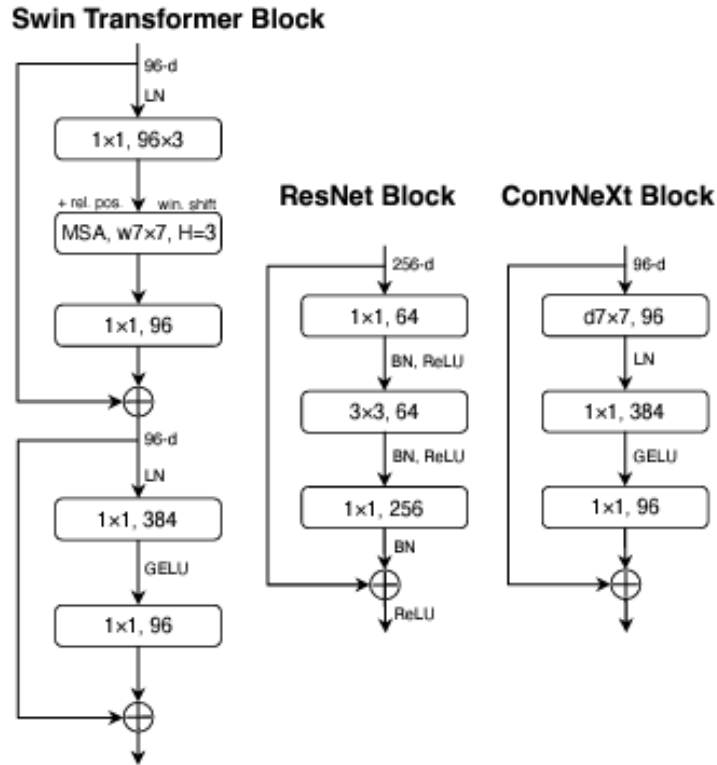 Swin Transformer Block
96-d
LN
1×1, 96×3
+ rel. pos. win. shift
MSA, w7×7, H=3
1×1, 96
96-d
LN
1×1, 384
GELU
1×1, 96
ResNet Block
256-d
1×1, 64
BN, ReLU
3×3, 64
BN, ReLU
1×1, 256
BN
ReLU
ConvNeXt Block
96-d
d7×7, 96
LN
1×1, 384
GELU
1×1, 96